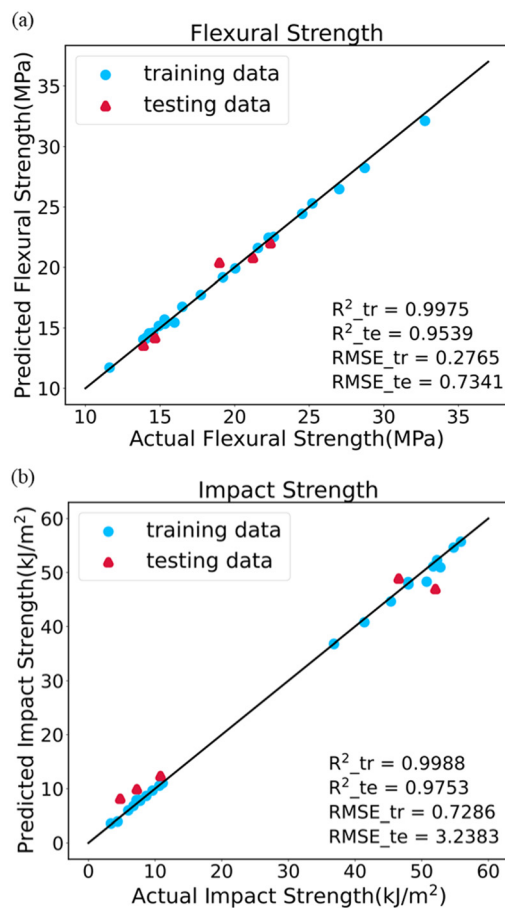 (a)
Flexural Strength
training data
testing data
Predicted Flexural Strength(MPa)
35
30
25
20
15
10
R²_tr = 0.9975
R²_te = 0.9539
RMSE_tr = 0.2765
RMSE_te = 0.7341
10 15 20 25 30 35
Actual Flexural Strength(MPa)
(b)
Impact Strength
training data
testing data
Predicted Impact Strength(kJ/m²)
60
50
40
30
20
10
0
R²_tr = 0.9988
R²_te = 0.9753
RMSE_tr = 0.7286
RMSE_te = 3.2383
0 10 20 30 40 50 60
Actual Impact Strength(kJ/m²)